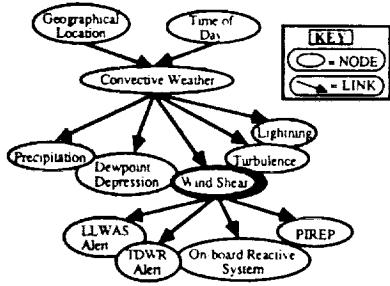 Geographical
Location
Time of
Day
KEY
= NODE
= LINK
Convective Weather
Lightning
Precipitation
Turbulence
Dewpoint
Depression
Wind Shear
LLWAS
Alert
TDWR
Alert
On-board Reactive
System
PIREP